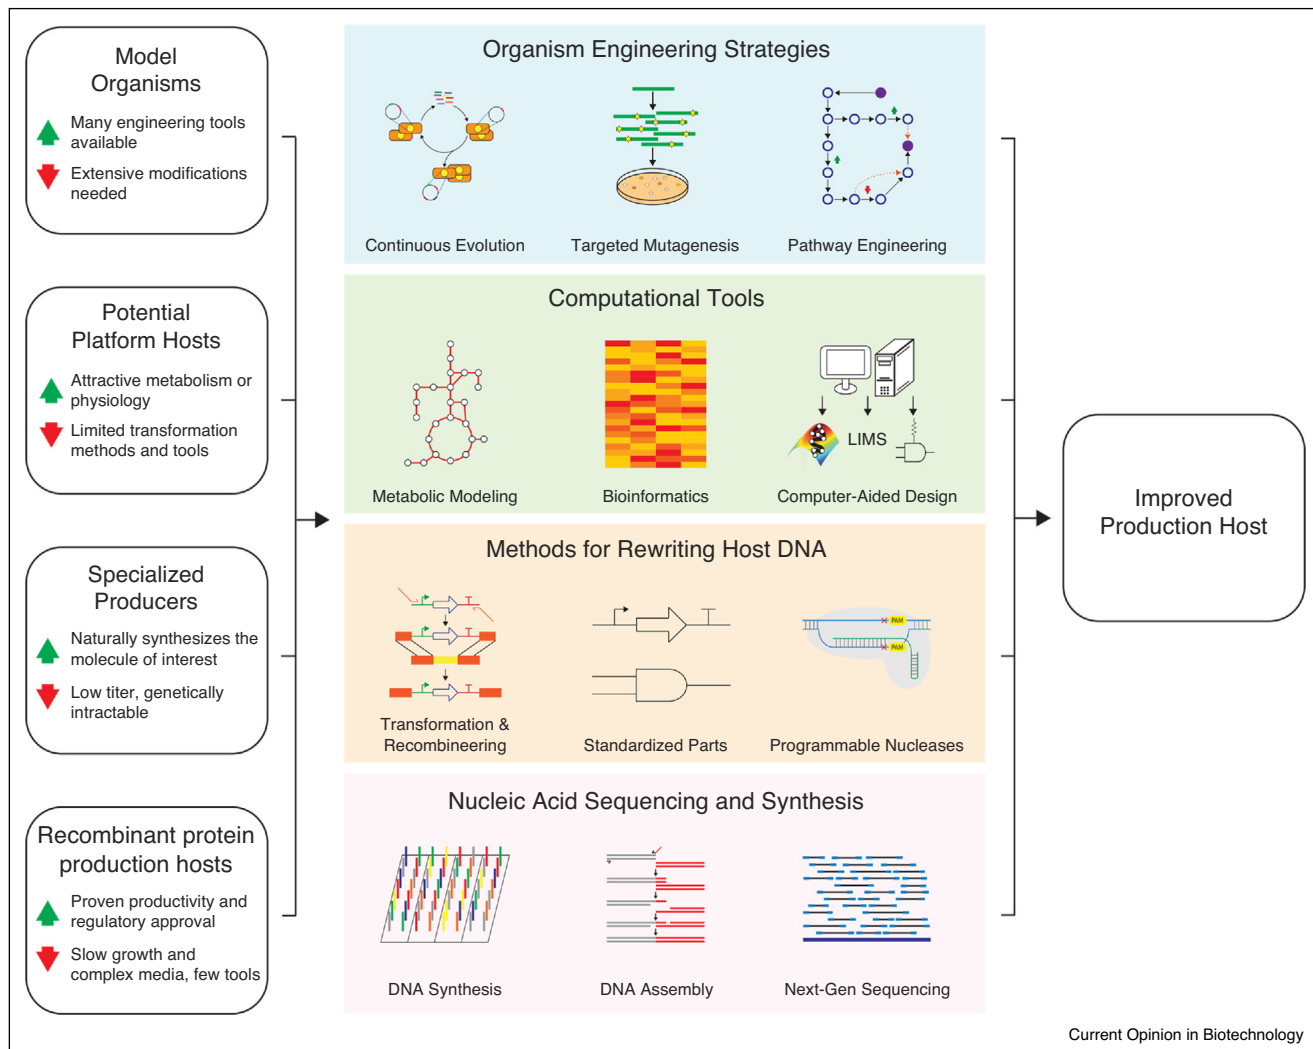 Model
Organisms
Many engineering tools
available
Extensive modifications
needed
Potential
Platform Hosts
Attractive metabolism or
physiology
Limited transformation
methods and tools
Specialized
Producers
Naturally synthesizes the
molecule of interest
Low titer, genetically
intractable
Recombinant protein
production hosts
Proven productivity and
regulatory approval
Slow growth and
complex media, few tools
Organism Engineering Strategies
Continuous Evolution
Targeted Mutagenesis
Pathway Engineering
Computational Tools
LIMS
Metabolic Modeling
Bioinformatics
Computer-Aided Design
Methods for Rewriting Host DNA
PAM
PAM
Transformation &
Recombineering
Standardized Parts
Programmable Nucleases
Nucleic Acid Sequencing and Synthesis
DNA Synthesis
DNA Assembly
Next-Gen Sequencing
Improved
Production Host
Current Opinion in Biotechnology